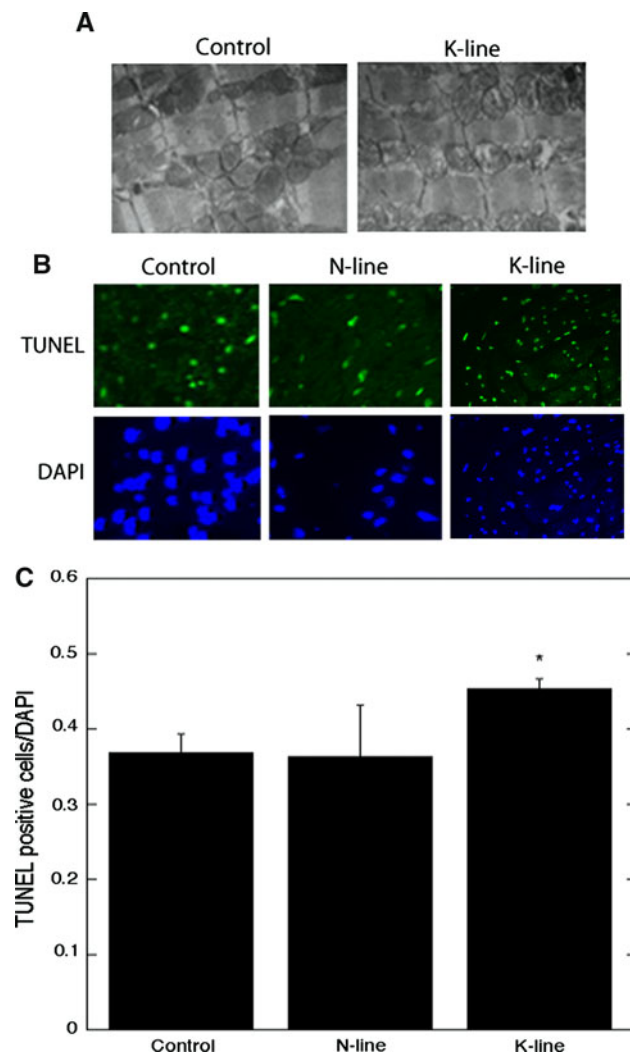 A
Control K-line
B
Control N-line K-line
TUNEL
DAPI
C
0.6
0.5
0.4
0.3
0.2
0.1
0
TUNEL positive cells/DAPI
*
Control N-line K-line